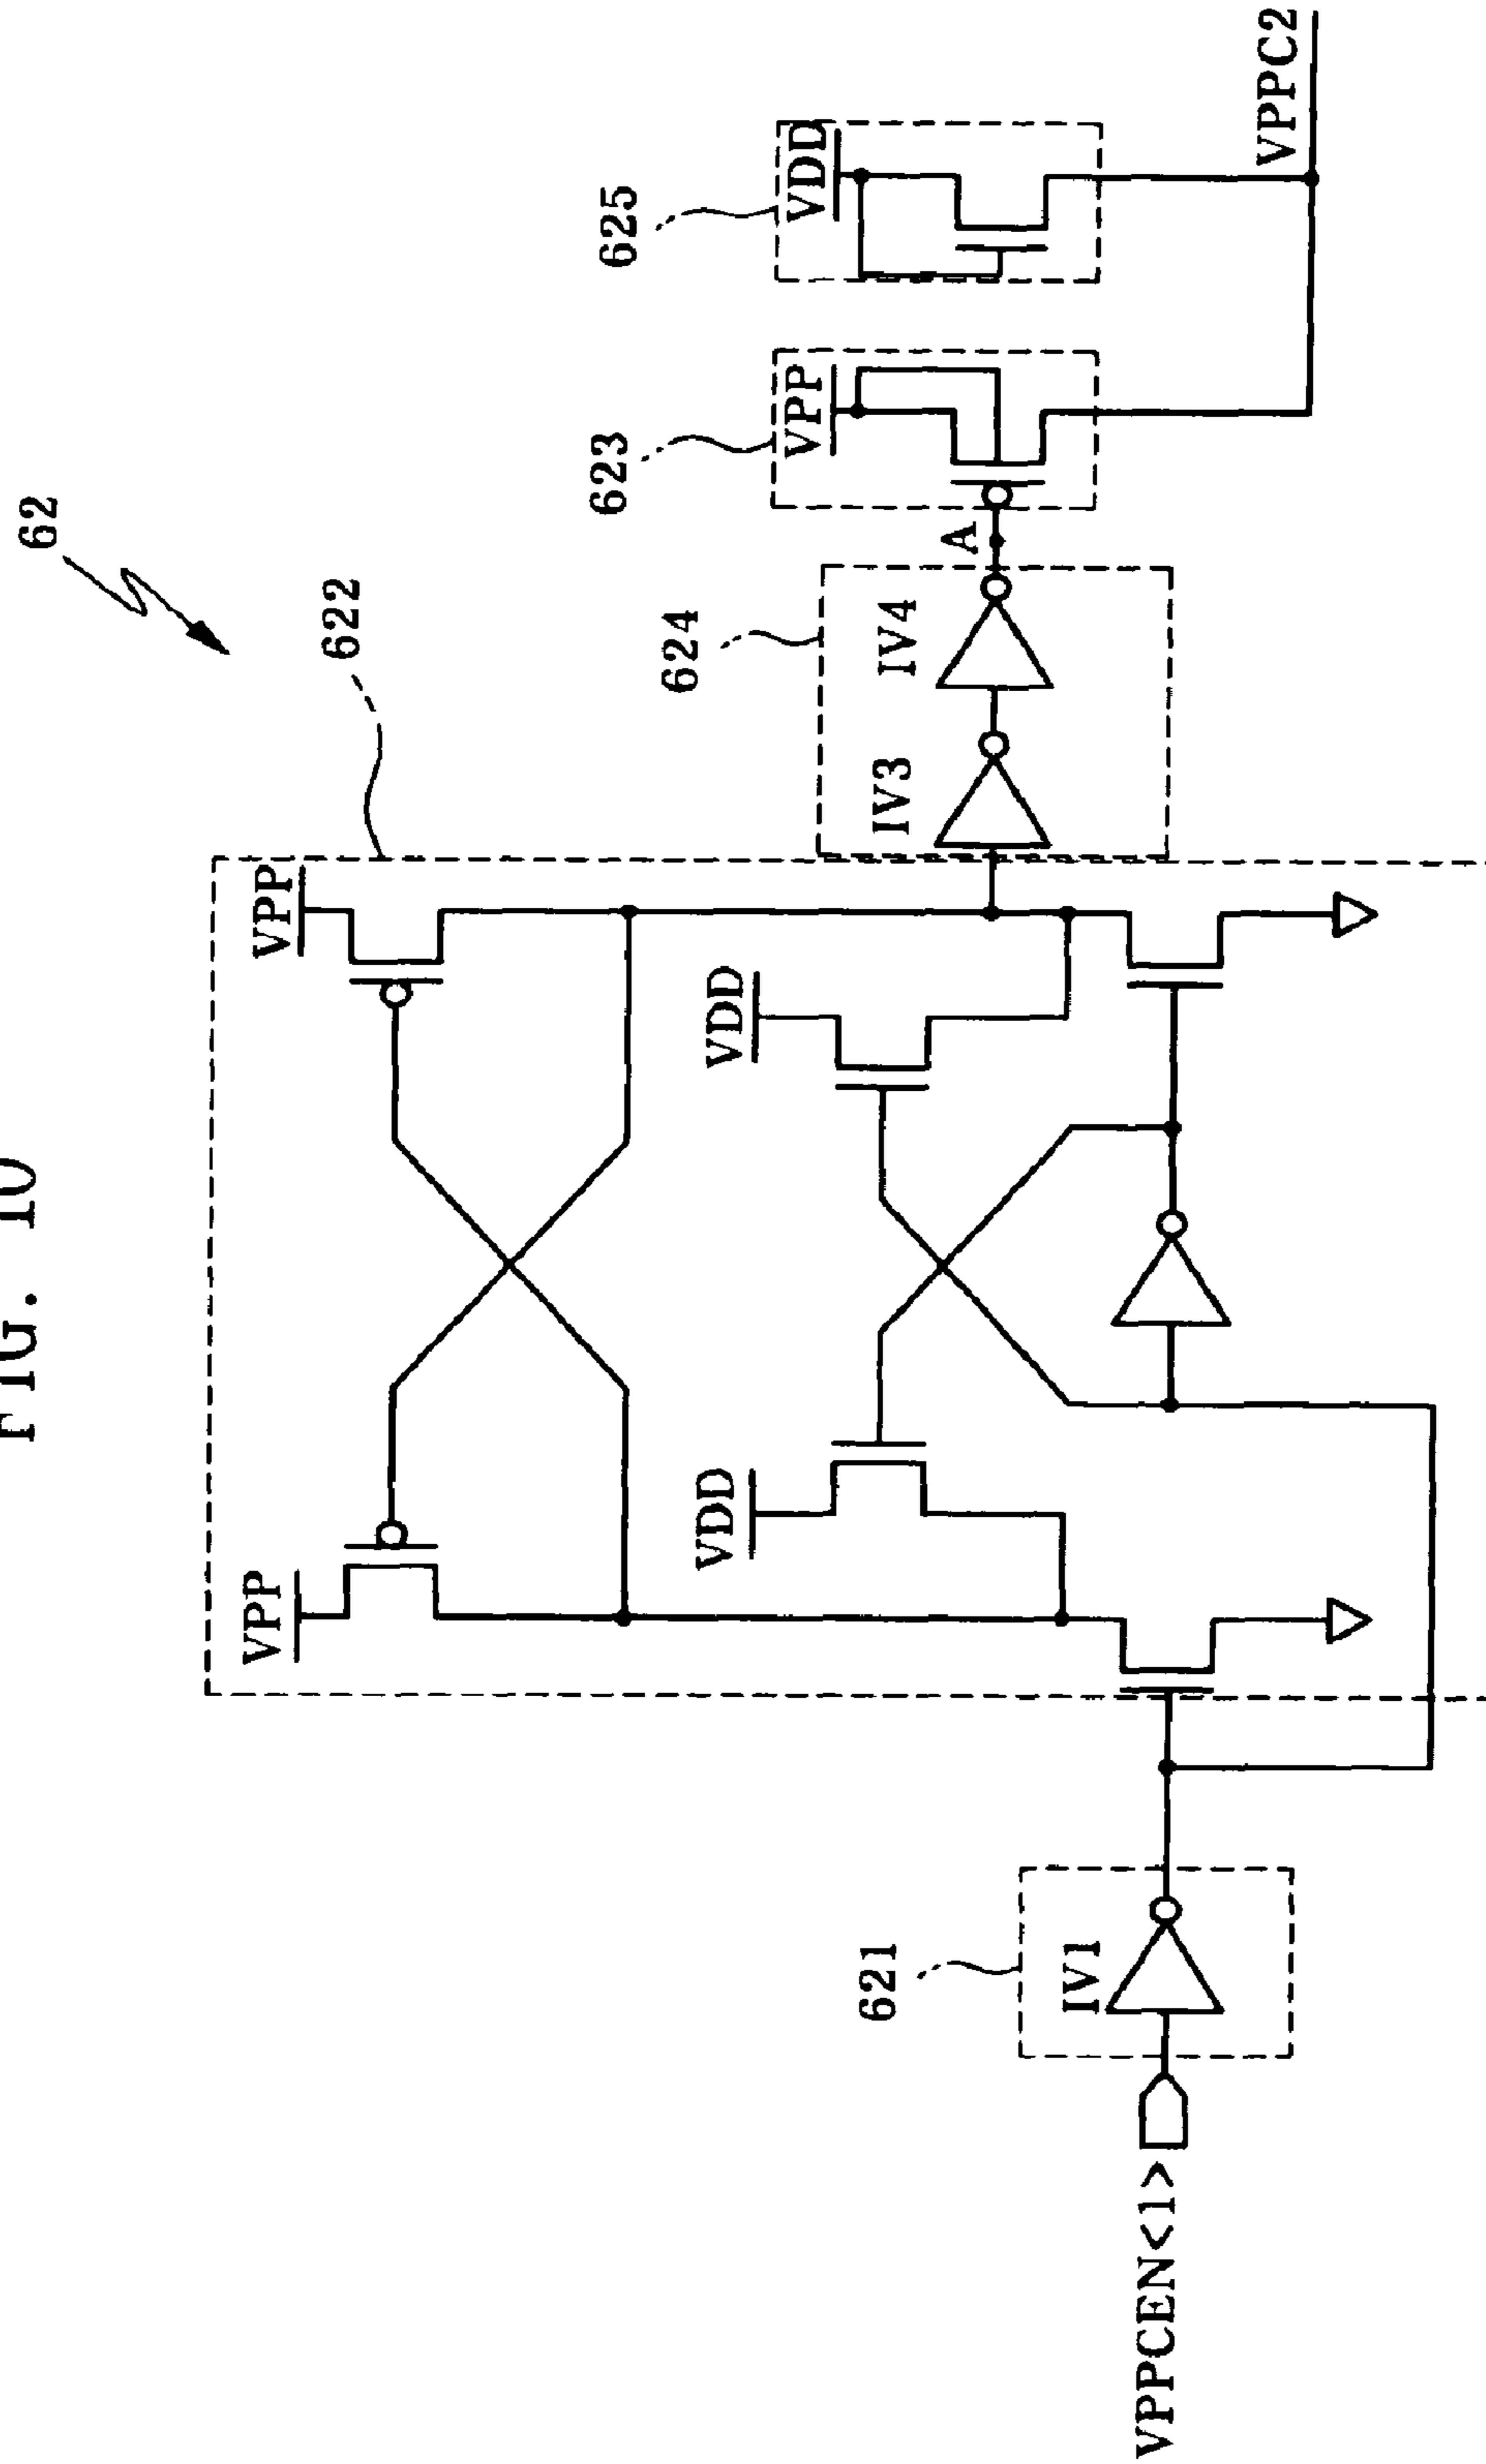 FIG. 10
62
622
VPP
VPP
VDD
VDD
621
IV1
VPPCEN<1>
624
IV3
IV4
A
623
VPP
625
VDD
VPPC2